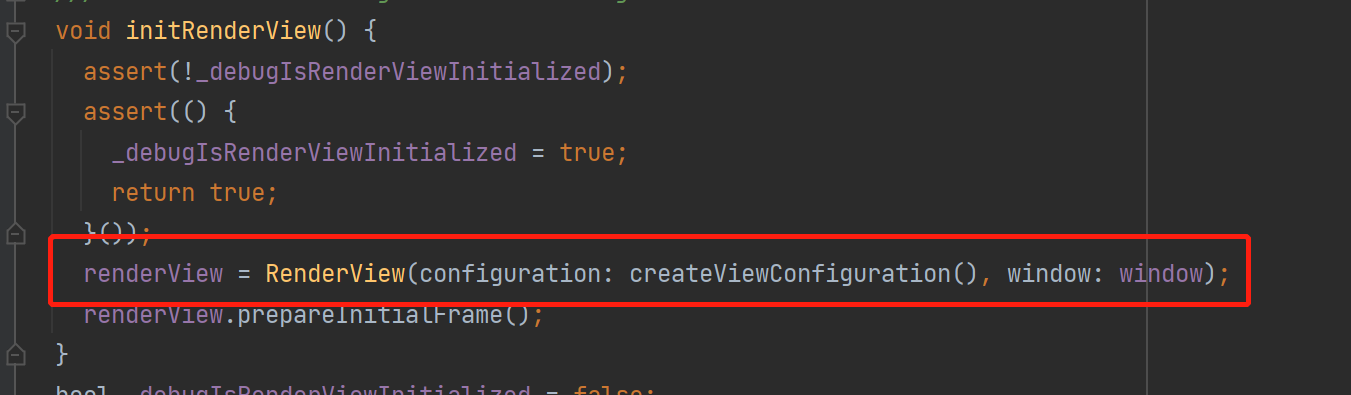 void initRenderView() {
assert(!_debugIsRenderViewInitialized);
assert(() {
_debugIsRenderViewInitialized = true;
return true;
}());
renderView = RenderView(configuration: createViewConfiguration(), window: window);
renderView.prepareInitialFrame();
}
bool _debugIsRenderViewInitialized = false;